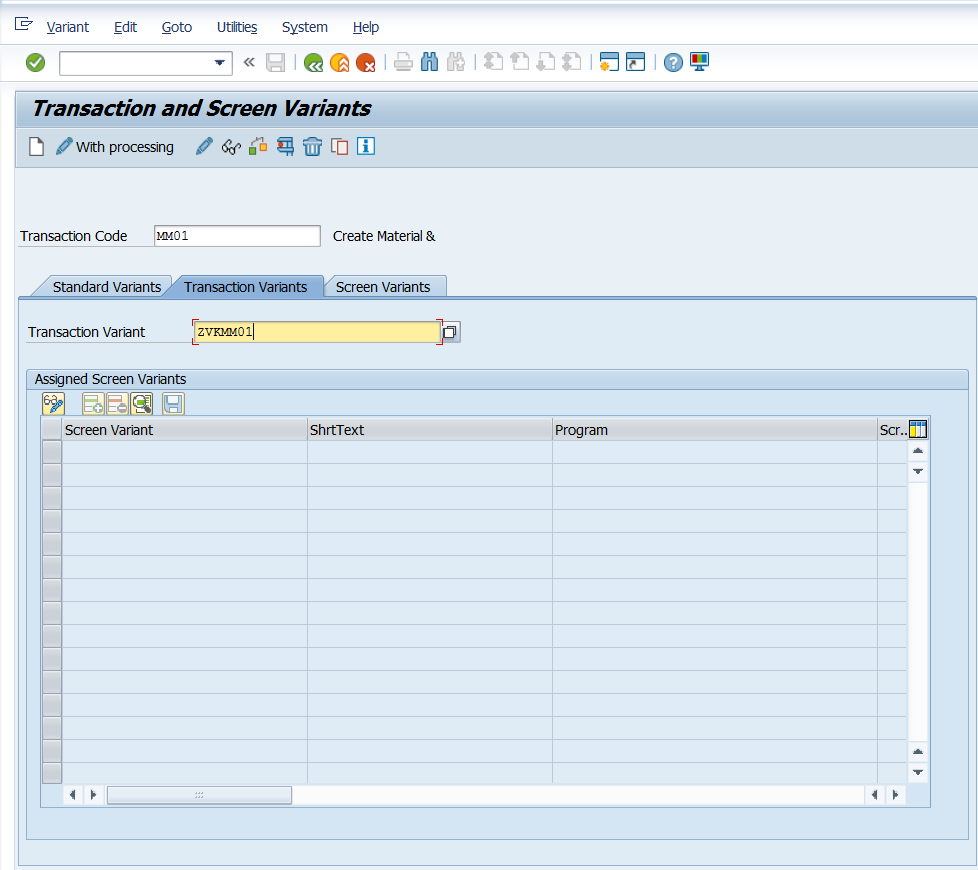 Variant Edit Goto Utilities System Help
Transaction and Screen Variants
With processing
Transaction Code MM01 Create Material &
Standard Variants Transaction Variants Screen Variants
Transaction Variant ZVKMM01
Assigned Screen Variants
Screen Variant ShrtText Program Scr..